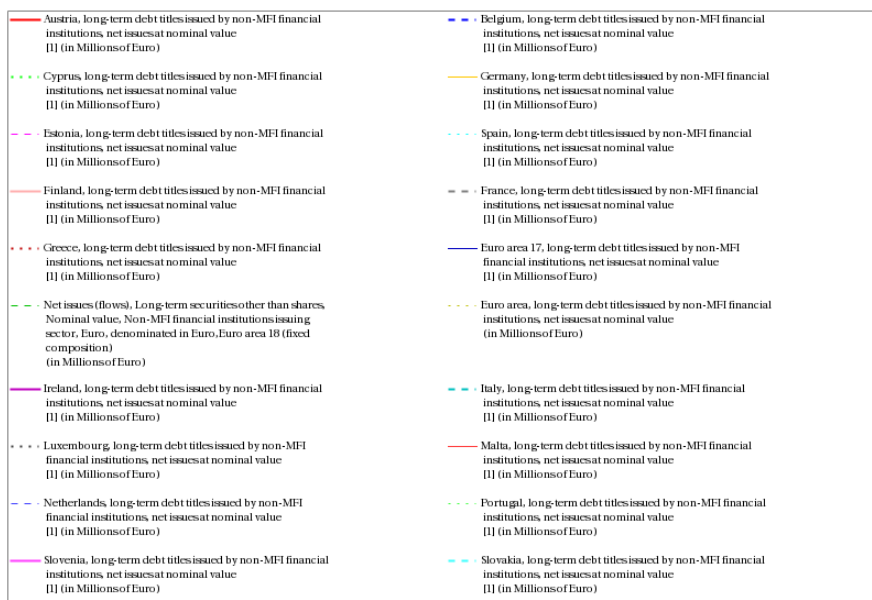 Austria, long-term debt titles issued by non-MFI financial
institutions, net issues at nominal value
[1] (in Millions of Euro)
Belgium, long-term debt titles issued by non-MFI financial
institutions, net issues at nominal value
[1] (in Millions of Euro)
Cyprus, long-term debt titles issued by non-MFI financial
institutions, net issues at nominal value
[1] (in Millions of Euro)
Germany, long-term debt titles issued by non-MFI financial
institutions, net issues at nominal value
[1] (in Millions of Euro)
Estonia, long-term debt titles issued by non-MFI financial
institutions, net issues at nominal value
[1] (in Millions of Euro)
Spain, long-term debt titles issued by non-MFI financial
institutions, net issues at nominal value
[1] (in Millions of Euro)
Finland, long-term debt titles issued by non-MFI financial
institutions, net issues at nominal value
[1] (in Millions of Euro)
France, long-term debt titles issued by non-MFI financial
institutions, net issues at nominal value
[1] (in Millions of Euro)
Greece, long-term debt titles issued by non-MFI financial
institutions, net issues at nominal value
[1] (in Millions of Euro)
Euro area 17, long-term debt titles issued by non-MFI
financial institutions, net issues at nominal value
[1] (in Millions of Euro)
Net issues (flows), Long-term securities other than shares,
Nominal value, Non-MFI financial institutions issuing
sector, Euro, denominated in Euro,Euro area 18 (fixed
composition)
(in Millions of Euro)
Euro area, long-term debt titles issued by non-MFI financial
institutions, net issues at nominal value
(in Millions of Euro)
Ireland, long-term debt titles issued by non-MFI financial
institutions, net issues at nominal value
[1] (in Millions of Euro)
Italy, long-term debt titles issued by non-MFI financial
institutions, net issues at nominal value
[1] (in Millions of Euro)
Luxembourg, long-term debt titles issued by non-MFI
financial institutions, net issues at nominal value
[1] (in Millions of Euro)
Malta, long-term debt titles issued by non-MFI financial
institutions, net issues at nominal value
[1] (in Millions of Euro)
Netherlands, long-term debt titles issued by non-MFI
financial institutions, net issues at nominal value
[1] (in Millions of Euro)
Portugal, long-term debt titles issued by non-MFI financial
institutions, net issues at nominal value
[1] (in Millions of Euro)
Slovenia, long-term debt titles issued by non-MFI financial
institutions, net issues at nominal value
[1] (in Millions of Euro)
Slovakia, long-term debt titles issued by non-MFI financial
institutions, net issues at nominal value
[1] (in Millions of Euro)